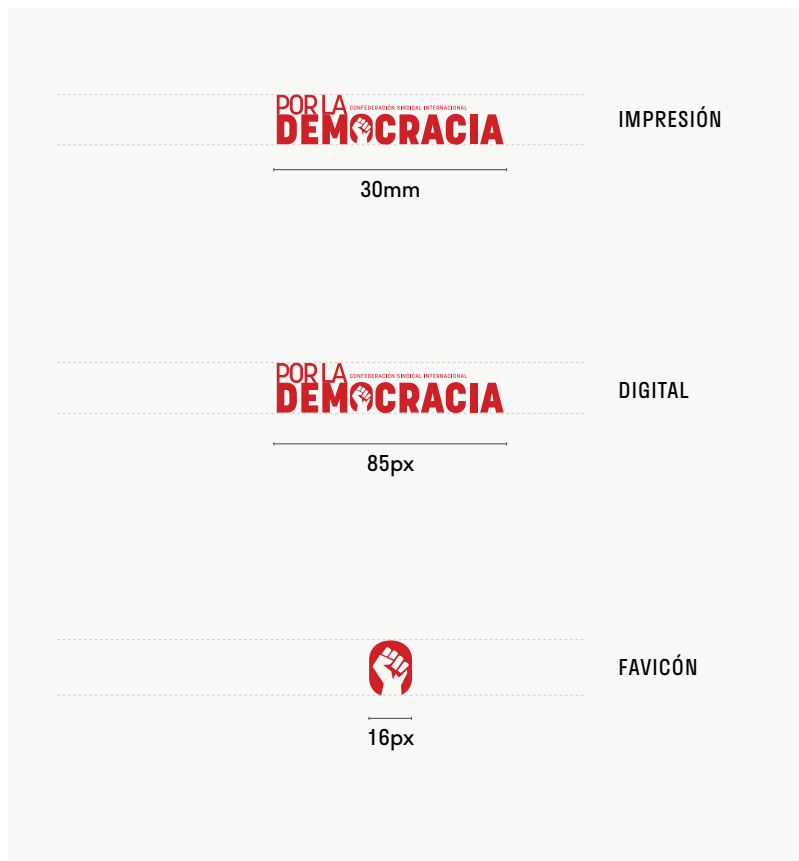 POR LA
CONFEDERACIÓN SINDICAL INTERNACIONAL
DEMOCRACIA
IMPRESIÓN
30mm
POR LA
CONFEDERACIÓN SINDICAL INTERNACIONAL
DEMOCRACIA
DIGITAL
85px
FAVICÓN
16px